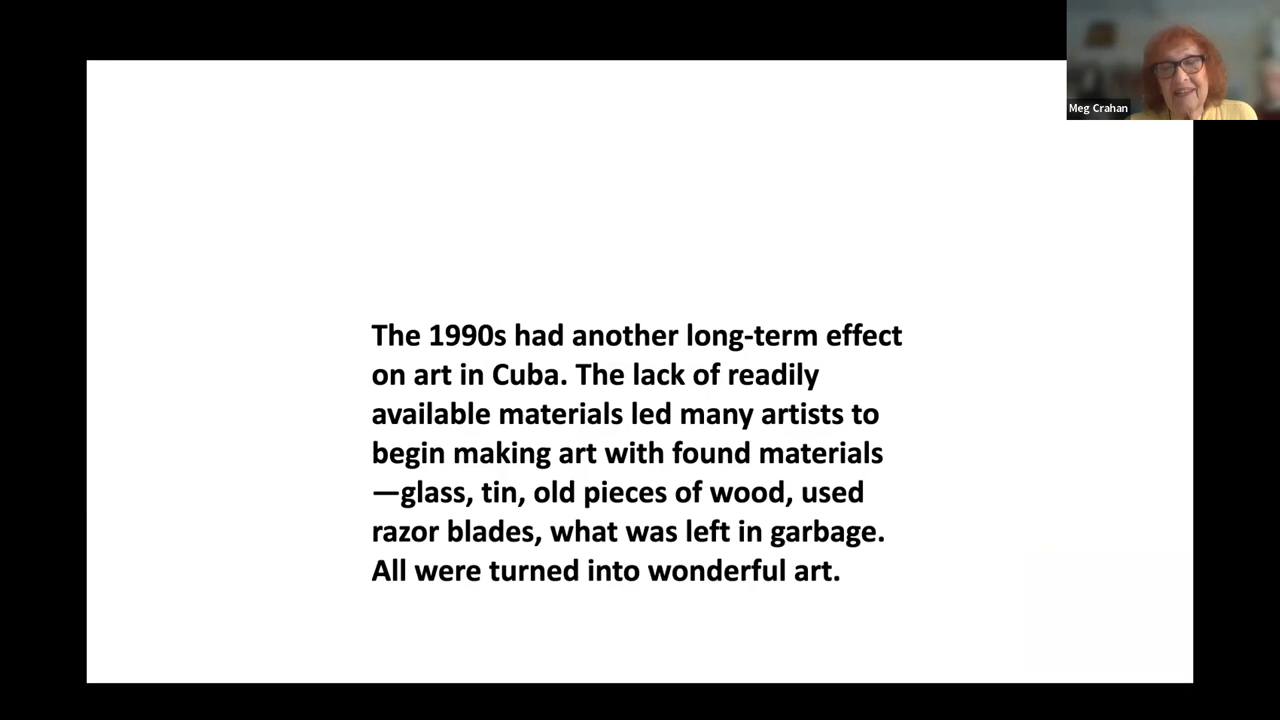 Meg Crahan
The 1990s had another long-term effect
on art in Cuba. The lack of readily
available materials led many artists to
begin making art with found materials
—glass, tin, old pieces of wood, used
razor blades, what was left in garbage.
All were turned into wonderful art.